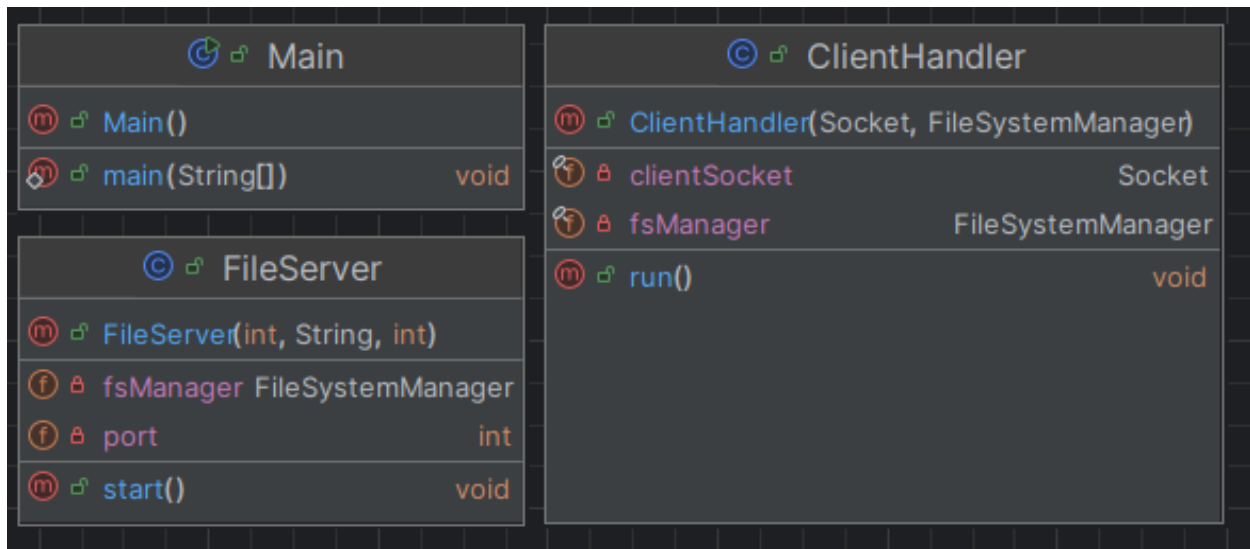 Main
Main()
main(String[]) void
FileServer
FileServer(int, String, int)
fsManager FileSystemManager
port int
start() void
ClientHandler
ClientHandler(Socket, FileSystemManager)
clientSocket Socket
fsManager FileSystemManager
run() void